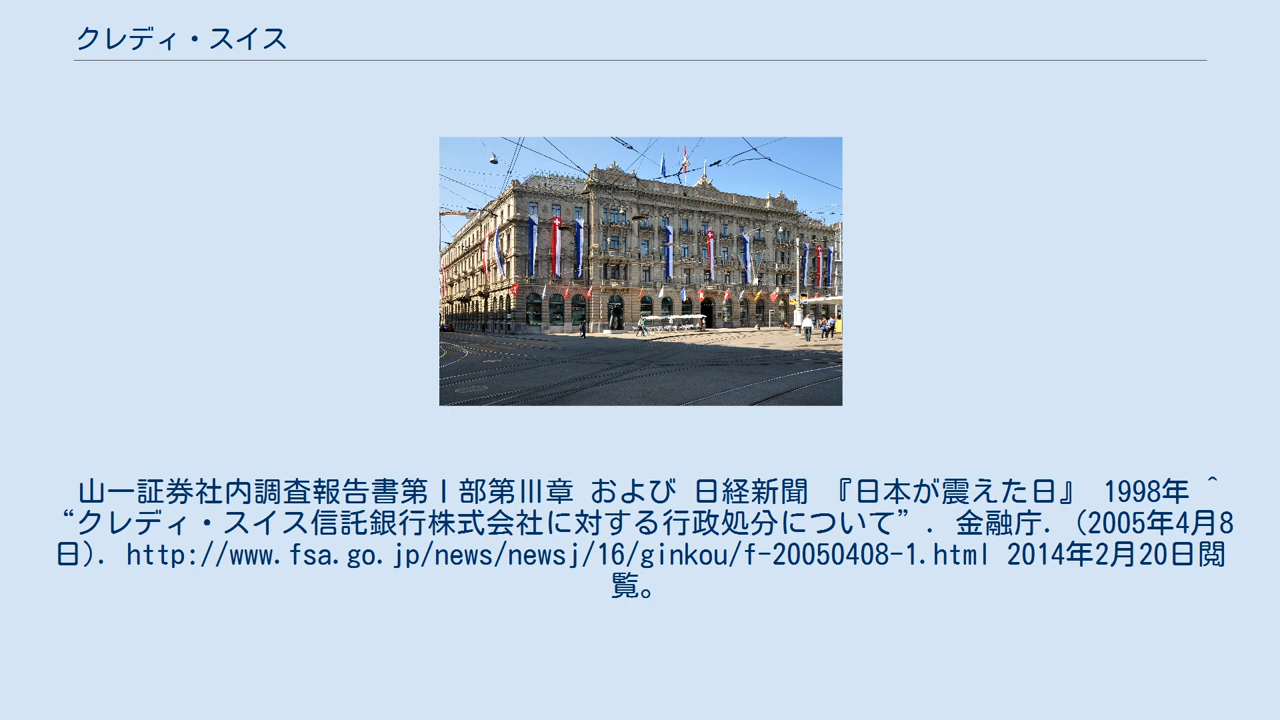 クレディ・スイス
山一証券社内調査報告書第Ⅰ部第Ⅲ章 および 日経新聞 『日本が震えた日』 1998年 ^
“クレディ・スイス信託銀行株式会社に対する行政処分について”. 金融庁. (2005年4月8
日). http://www.fsa.go.jp/news/newsj/16/ginkou/f-20050408-1.html 2014年2月20日閲
覧。